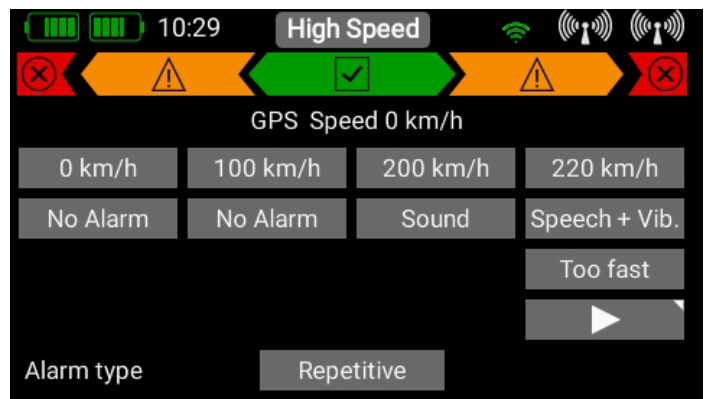 10:29 High Speed
GPS Speed 0 km/h
0 km/h 100 km/h 200 km/h 220 km/h
No Alarm No Alarm Sound Speech + Vib.
Too fast
Alarm type Repetitive